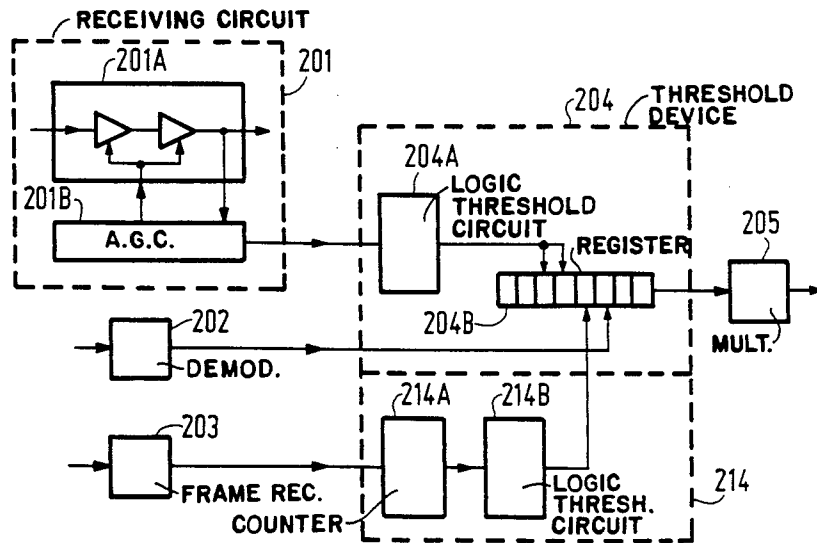 RECEIVING CIRCUIT
201A
201
204
THRESHOLD
DEVICE
204A
LOGIC
THRESHOLD
CIRCUIT
201B
A.G.C.
REGISTER
205
204B
202
DEMOD.
MULT.
214A
214B
203
FRAME REC.
COUNTER
LOGIC
THRESH.
CIRCUIT
214